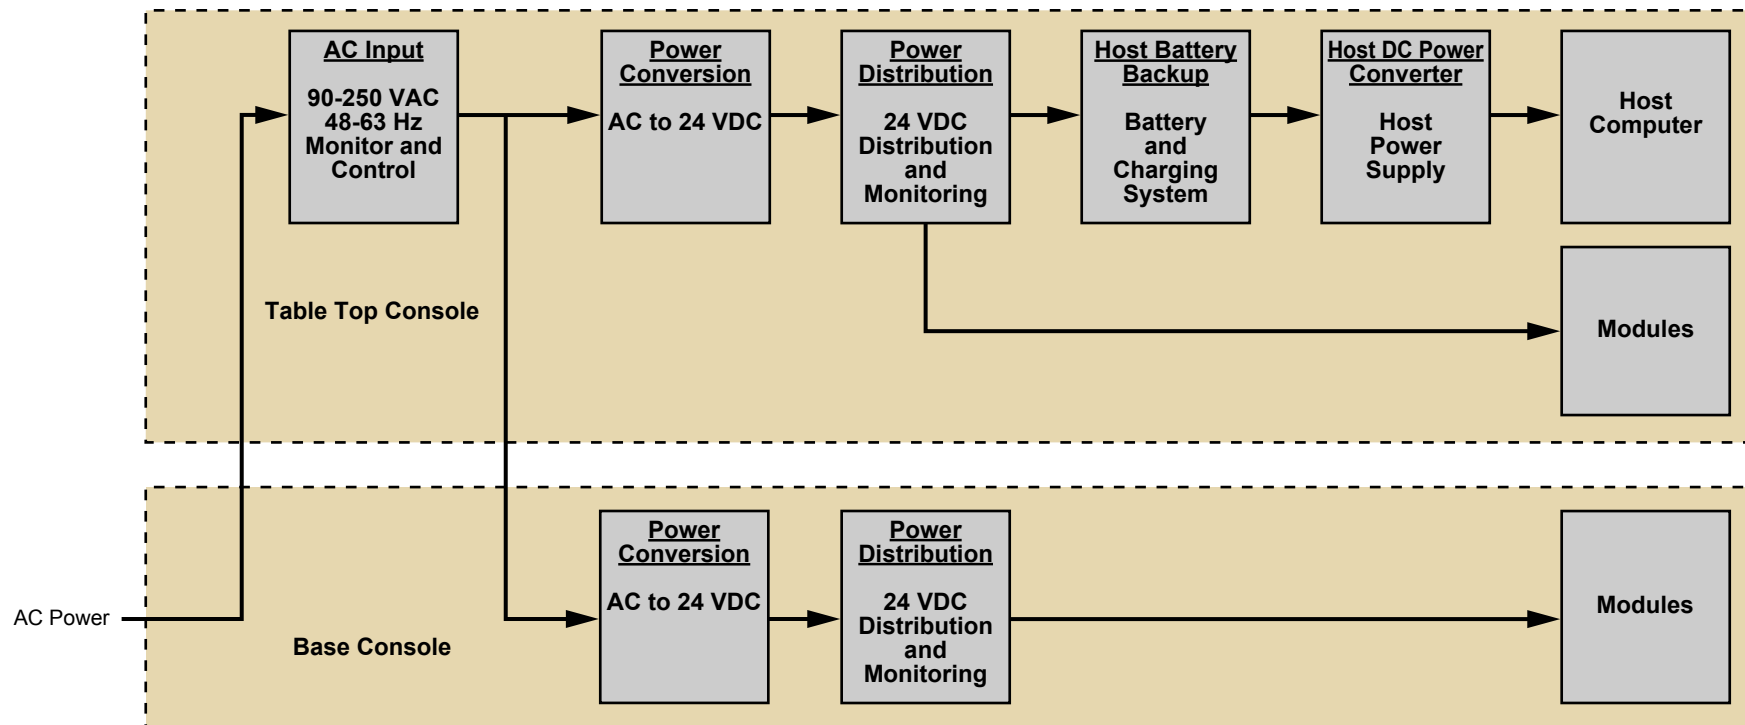 AC Input
90-250 VAC
48-63 Hz
Monitor and
Control
Power
Conversion
AC to 24 VDC
Power
Distribution
24 VDC
Distribution
and
Monitoring
Host Battery
Backup
Battery
and
Charging
System
Host DC Power
Converter
Host
Power
Supply
Host
Computer
Table Top Console
Modules
Power
Conversion
AC to 24 VDC
Power
Distribution
24 VDC
Distribution
and
Monitoring
Modules
AC Power
Base Console